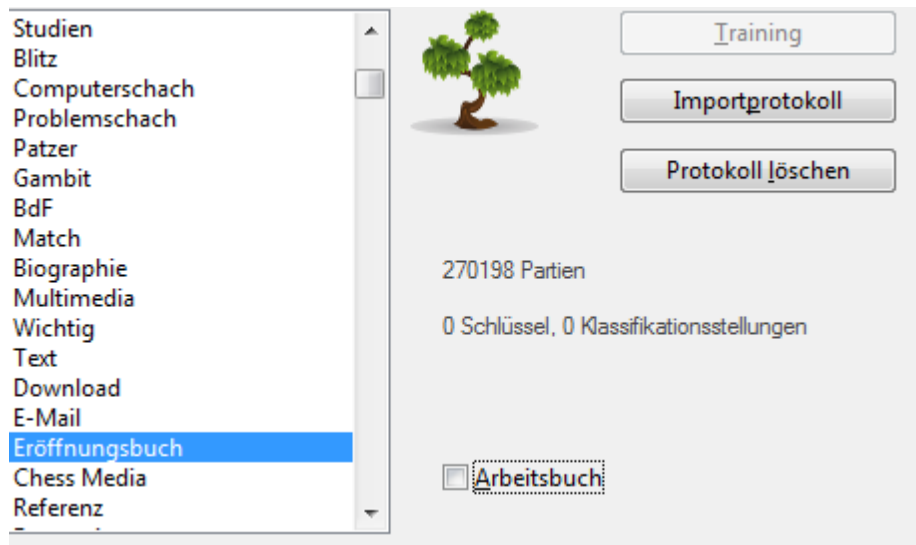 Studien
Blitz
Computerschach
Problemschach
Patzer
Gambit
BdF
Match
Biographie
Multimedia
Wichtig
Text
Download
E-Mail
Eröffnungsbuch
Chess Media
Referenz
Training
Importprotokoll
Protokoll löschen
270198 Partien
0 Schlüssel, 0 Klassifikationsstellungen
Arbeitsbuch